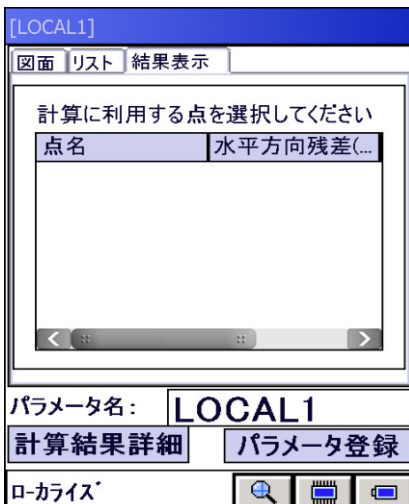 [LOCAL1]
図面 リスト 結果表示
計算に利用する点を選択してください
点名 水平方向残差(...
パラメータ名： LOCAL1
計算結果詳細 パラメータ登録
ﾛｰｶﾗｲｽﾞ